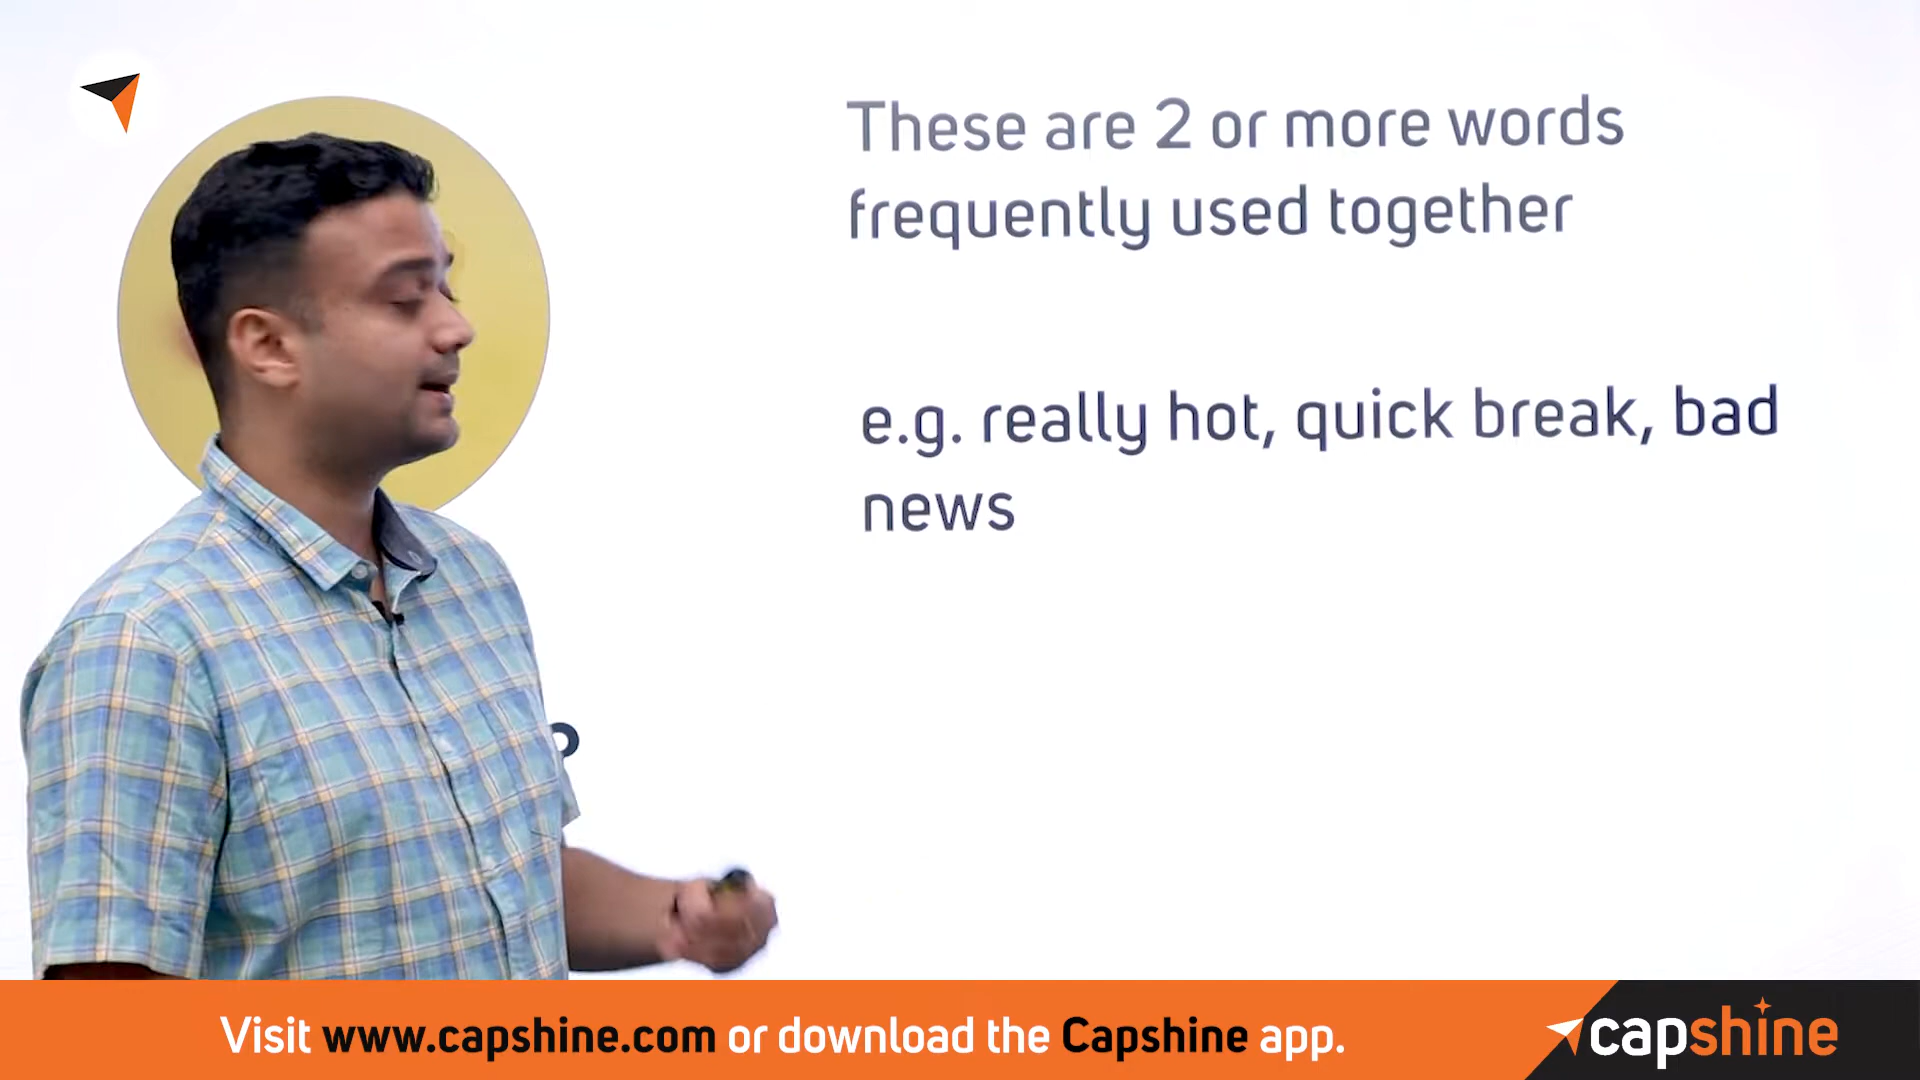 These are 2 or more words
frequently used together
e.g. really hot, quick break, bad
news
Visit www.capshine.com or download the Capshine app.
capshine